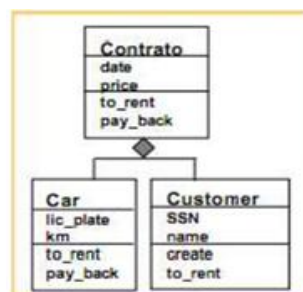 Contrato
date
price
to_rent
pay_back
Car
lic_plate
km
to_rent
pay_back
Customer
SSN
name
create
to_rent